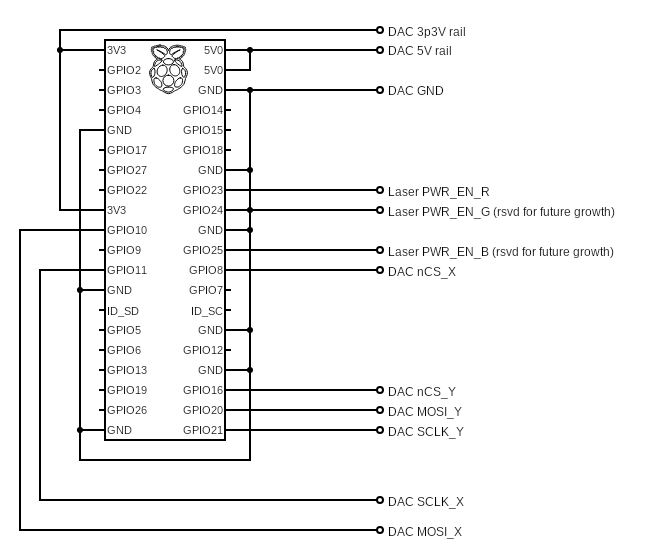 DAC 3p3V rail
3V3 5V0 DAC 5V rail
GPIO2 5V0
GPIO3 GND DAC GND
GPIO4 GPIO14
GND GPIO15
GPIO17 GPIO18
GPIO27 GND
GPIO22 GPIO23 Laser PWR_EN_R
3V3 GPIO24 Laser PWR_EN_G (rsvd for future growth)
GPIO10 GND
GPIO9 GPIO25 Laser PWR_EN_B (rsvd for future growth)
GPIO11 GPIO8 DAC nCS_X
GND GPIO7
ID_SD ID_SC
GPIO5 GND
GPIO6 GPIO12
GPIO13 GND
GPIO19 GPIO16 DAC nCS_Y
GPIO26 GPIO20 DAC MOSI_Y
GND GPIO21 DAC SCLK_Y
DAC SCLK_X
DAC MOSI_X